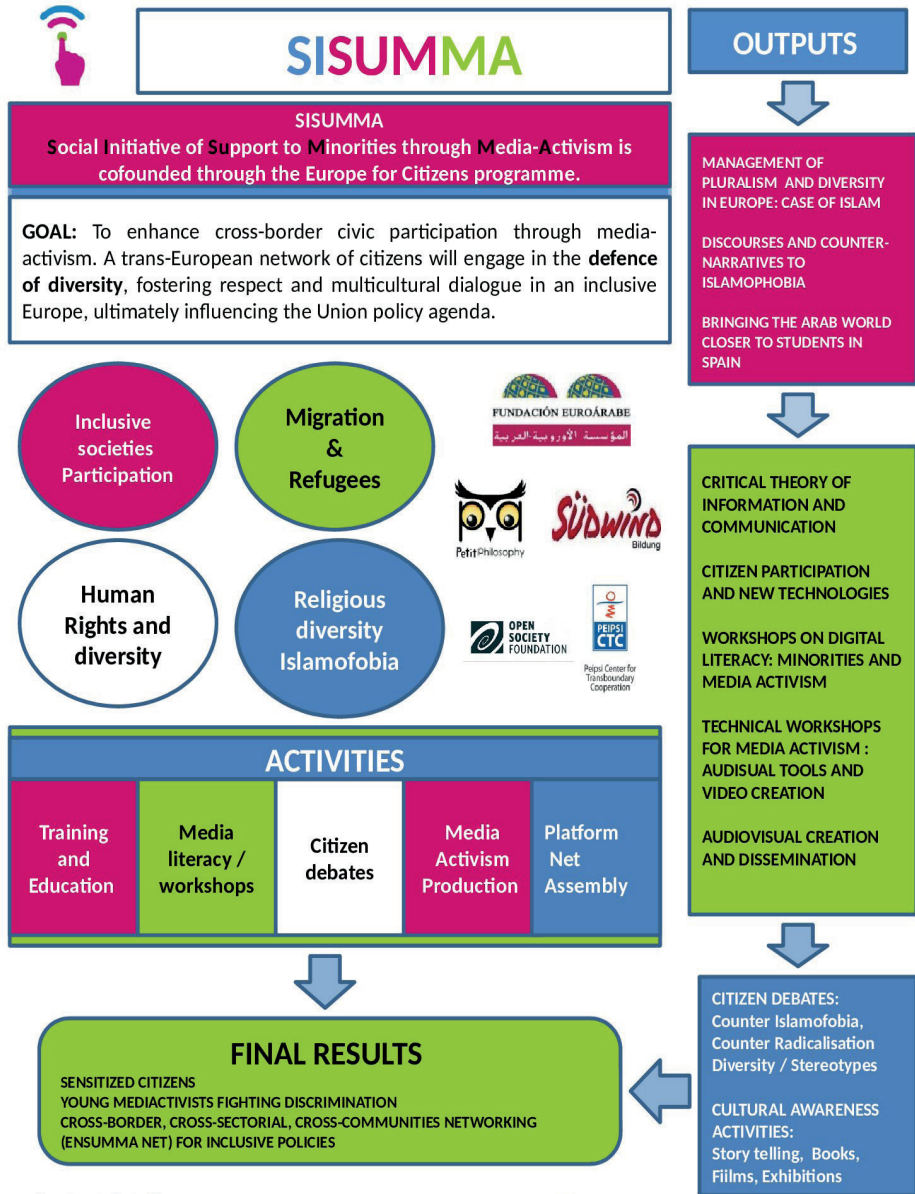 SISUMMA
SISUMMA
Social Initiative of Support to Minorities through Media-Activism is
cofounded through the Europe for Citizens programme.
GOAL: To enhance cross-border civic participation through media-
activism. A trans-European network of citizens will engage in the defence
of diversity, fostering respect and multicultural dialogue in an inclusive
Europe, ultimately influencing the Union policy agenda.
Inclusive
societies
Participation
Migration
&
Refugees
Human
Rights and
diversity
Religious
diversity
Islamofobia
FUNDACIÓN EUROÁRABE
المؤسسة الأوروبية-العربية
PetitPhilosophy
SÜDWIND
Bildung
OPEN
SOCIETY
FOUNDATION
PEIPSI
CTC
Peipsi Center for
Transboundary
Cooperation
ACTIVITIES
Training
and
Education
Media
literacy /
workshops
Citizen
debates
Media
Activism
Production
Platform
Net
Assembly
FINAL RESULTS
SENSITIZED CITIZENS
YOUNG MEDIACTIVISTS FIGHTING DISCRIMINATION
CROSS-BORDER, CROSS-SECTORIAL, CROSS-COMMUNITIES NETWORKING
(ENSUMMA NET) FOR INCLUSIVE POLICIES
OUTPUTS
MANAGEMENT OF
PLURALISM AND DIVERSITY
IN EUROPE: CASE OF ISLAM
DISCOURSES AND COUNTER-
NARRATIVES TO
ISLAMOPHOBIA
BRINGING THE ARAB WORLD
CLOSER TO STUDENTS IN
SPAIN
CRITICAL THEORY OF
INFORMATION AND
COMMUNICATION
CITIZEN PARTICIPATION
AND NEW TECHNOLOGIES
WORKSHOPS ON DIGITAL
LITERACY: MINORITIES AND
MEDIA ACTIVISM
TECHNICAL WORKSHOPS
FOR MEDIA ACTIVISM :
AUDISUAL TOOLS AND
VIDEO CREATION
AUDIOVISUAL CREATION
AND DISSEMINATION
CITIZEN DEBATES:
Counter Islamofobia,
Counter Radicalisation
Diversity / Stereotypes
CULTURAL AWARENESS
ACTIVITIES:
Story telling, Books,
Fiilms, Exhibitions